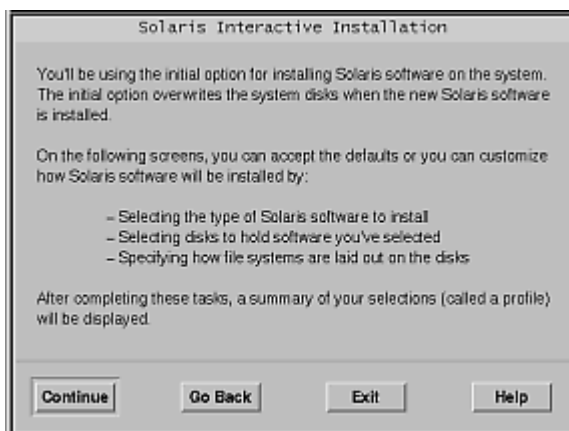 Solaris Interactive Installation
You'll be using the initial option for installing Solaris software on the system.
The initial option overwrites the system disks when the new Solaris software
is installed.
On the following screens, you can accept the defaults or you can customize
how Solaris software will be installed by:
– Selecting the type of Solaris software to install
– Selecting disks to hold software you've selected
– Specifying how file systems are laid out on the disks
After completing these tasks, a summary of your selections (called a profile)
will be displayed.
Continue Go Back Exit Help